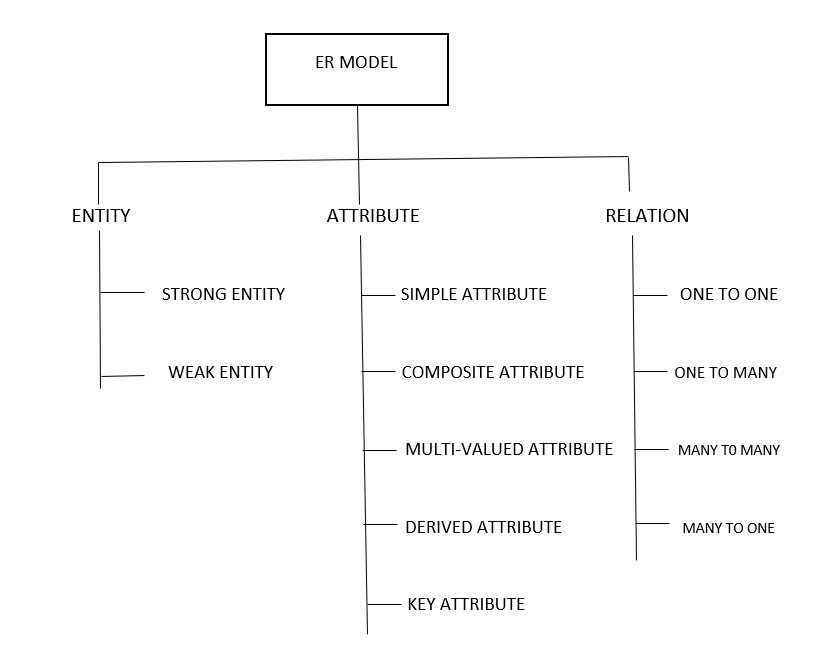 ER MODEL
ENTITY
ATTRIBUTE
RELATION
STRONG ENTITY
WEAK ENTITY
SIMPLE ATTRIBUTE
COMPOSITE ATTRIBUTE
MULTI-VALUED ATTRIBUTE
DERIVED ATTRIBUTE
KEY ATTRIBUTE
ONE TO ONE
ONE TO MANY
MANY T0 MANY
MANY TO ONE